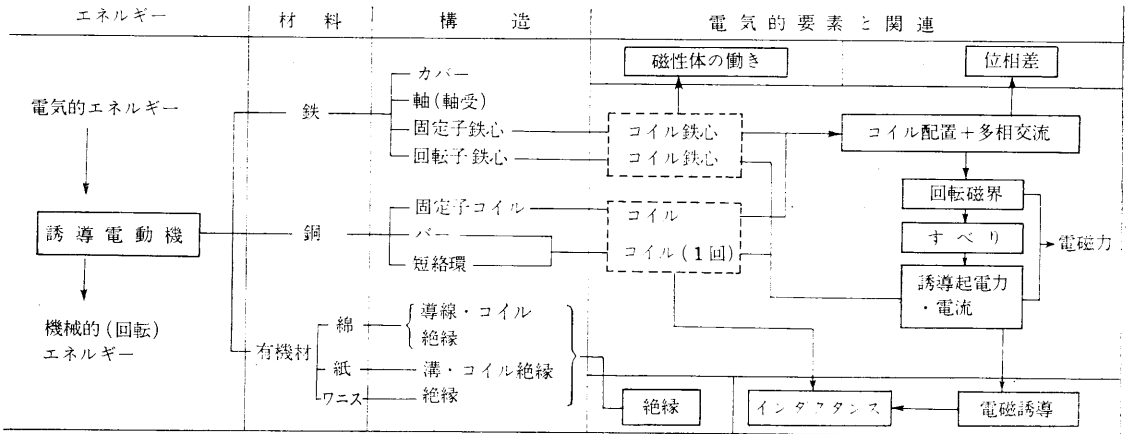 エネルギー
材料
構造
電気的要素と関連
磁性体の働き
位相差
電気的エネルギー
鉄
カバー
軸(軸受)
固定子鉄心
回転子鉄心
コイル鉄心
コイル鉄心
コイル配置+多相交流
回転磁界
誘導電動機
銅
固定子コイル
バー
短絡環
コイル
コイル(1回)
すべり
電磁力
誘導起電力
・電流
機械的(回転)
エネルギー
有機材
綿
導線・コイル
絶縁
紙
溝・コイル絶縁
ワニス
絶縁
絶縁
インダクタンス
電磁誘導